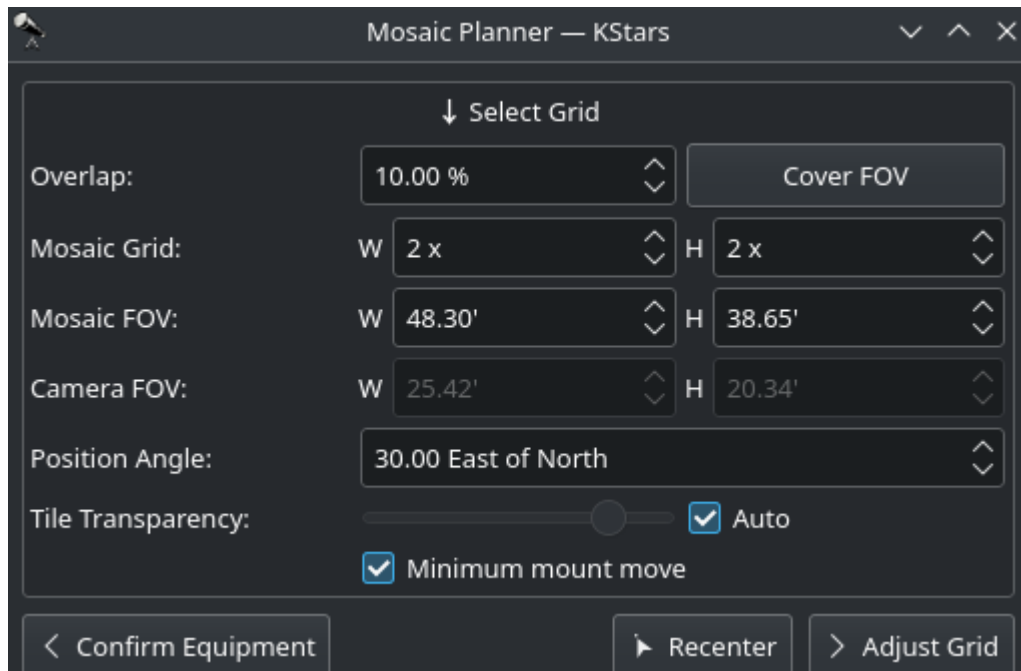 Mosaic Planner — KStars
↓ Select Grid
Overlap: 10.00 % Cover FOV
Mosaic Grid: W 2 x H 2 x
Mosaic FOV: W 48.30' H 38.65'
Camera FOV: W 25.42' H 20.34'
Position Angle: 30.00 East of North
Tile Transparency: Auto
Minimum mount move
Confirm Equipment Recenter Adjust Grid